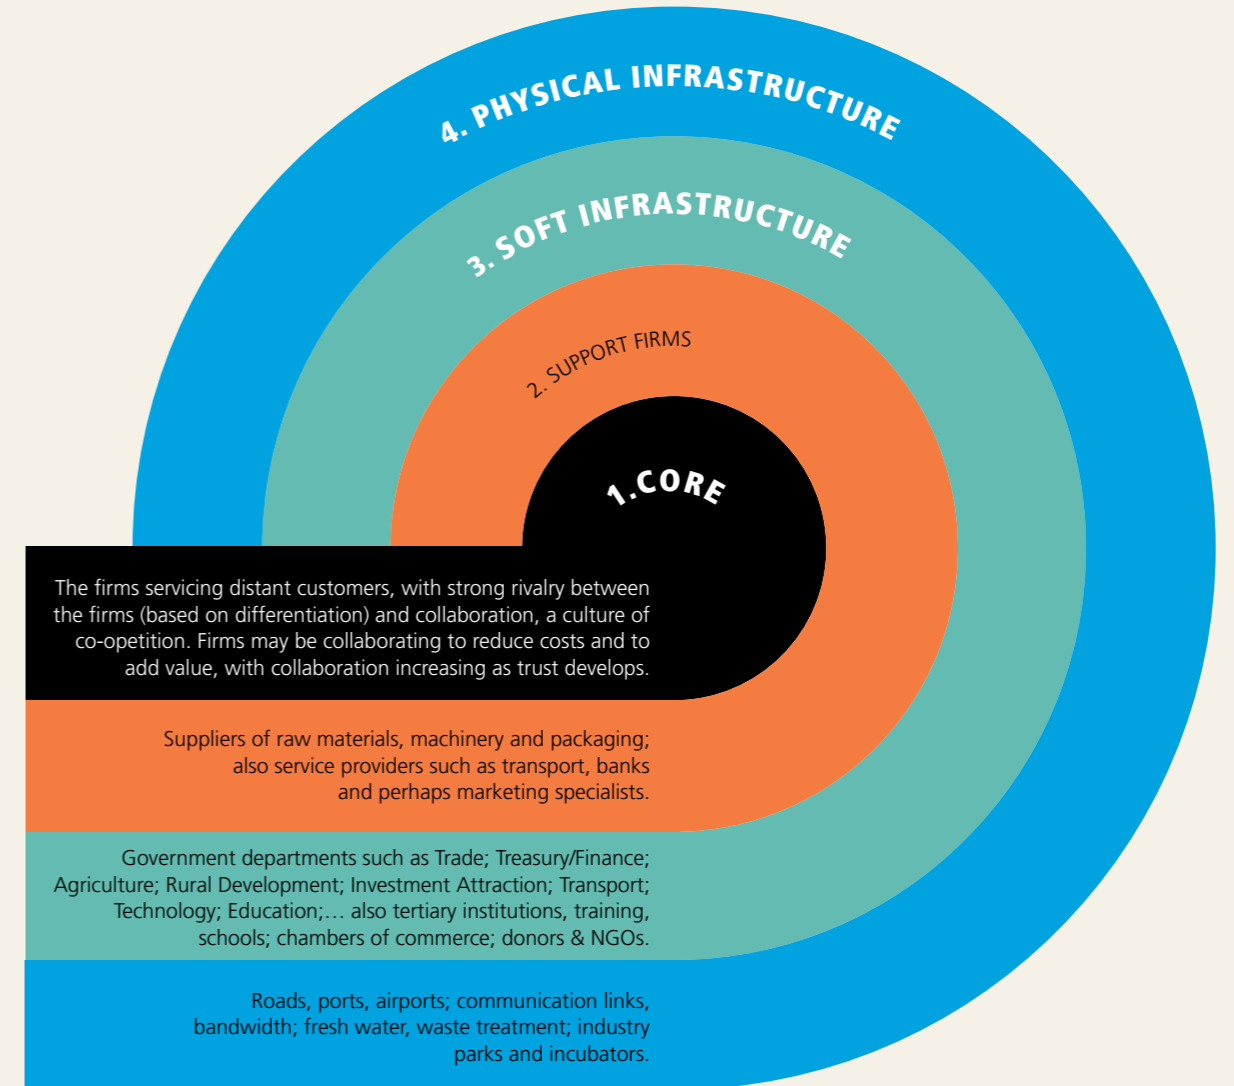 4. PHYSICAL INFRASTRUCTURE
3. SOFT INFRASTRUCTURE
2. SUPPORT FIRMS
1.CORE
The firms servicing distant customers, with strong rivalry between
the firms (based on differentiation) and collaboration, a culture of
co-opetition. Firms may be collaborating to reduce costs and to
add value, with collaboration increasing as trust develops.
Suppliers of raw materials, machinery and packaging;
also service providers such as transport, banks
and perhaps marketing specialists.
Government departments such as Trade; Treasury/Finance;
Agriculture; Rural Development; Investment Attraction; Transport;
Technology; Education;… also tertiary institutions, training,
schools; chambers of commerce; donors & NGOs.
Roads, ports, airports; communication links,
bandwidth; fresh water, waste treatment; industry
parks and incubators.